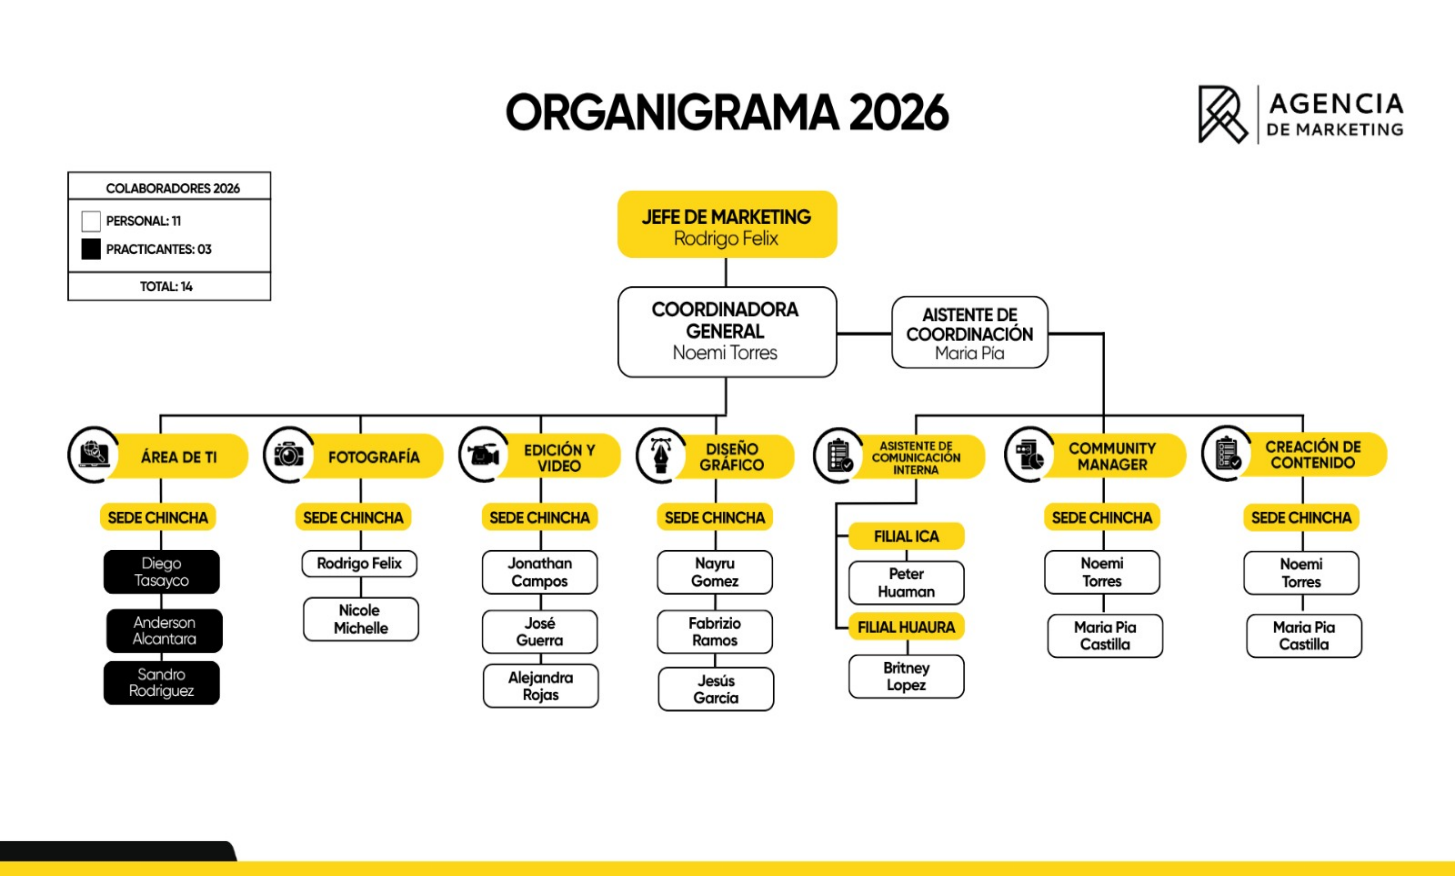 ORGANIGRAMA 2026
AGENCIA
DE MARKETING
COLABORADORES 2026
PERSONAL: 11
PRACTICANTES: 03
TOTAL: 14
JEFE DE MARKETING
Rodrigo Felix
COORDINADORA
GENERAL
Noemi Torres
AISTENTE DE
COORDINACIÓN
Maria Pía
ÁREA DE TI
SEDE CHINCHA
Diego
Tasayco
Anderson
Alcantara
Sandro
Rodriguez
FOTOGRAFÍA
SEDE CHINCHA
Rodrigo Felix
Nicole
Michelle
EDICIÓN Y
VIDEO
SEDE CHINCHA
Jonathan
Campos
José
Guerra
Alejandra
Rojas
DISEÑO
GRÁFICO
SEDE CHINCHA
Nayru
Gomez
Fabrizio
Ramos
Jesús
García
ASISTENTE DE
COMUNICACIÓN
INTERNA
FILIAL ICA
Peter
Huaman
FILIAL HUAURA
Britney
Lopez
COMMUNITY
MANAGER
SEDE CHINCHA
Noemi
Torres
Maria Pia
Castilla
CREACIÓN DE
CONTENIDO
SEDE CHINCHA
Noemi
Torres
Maria Pia
Castilla